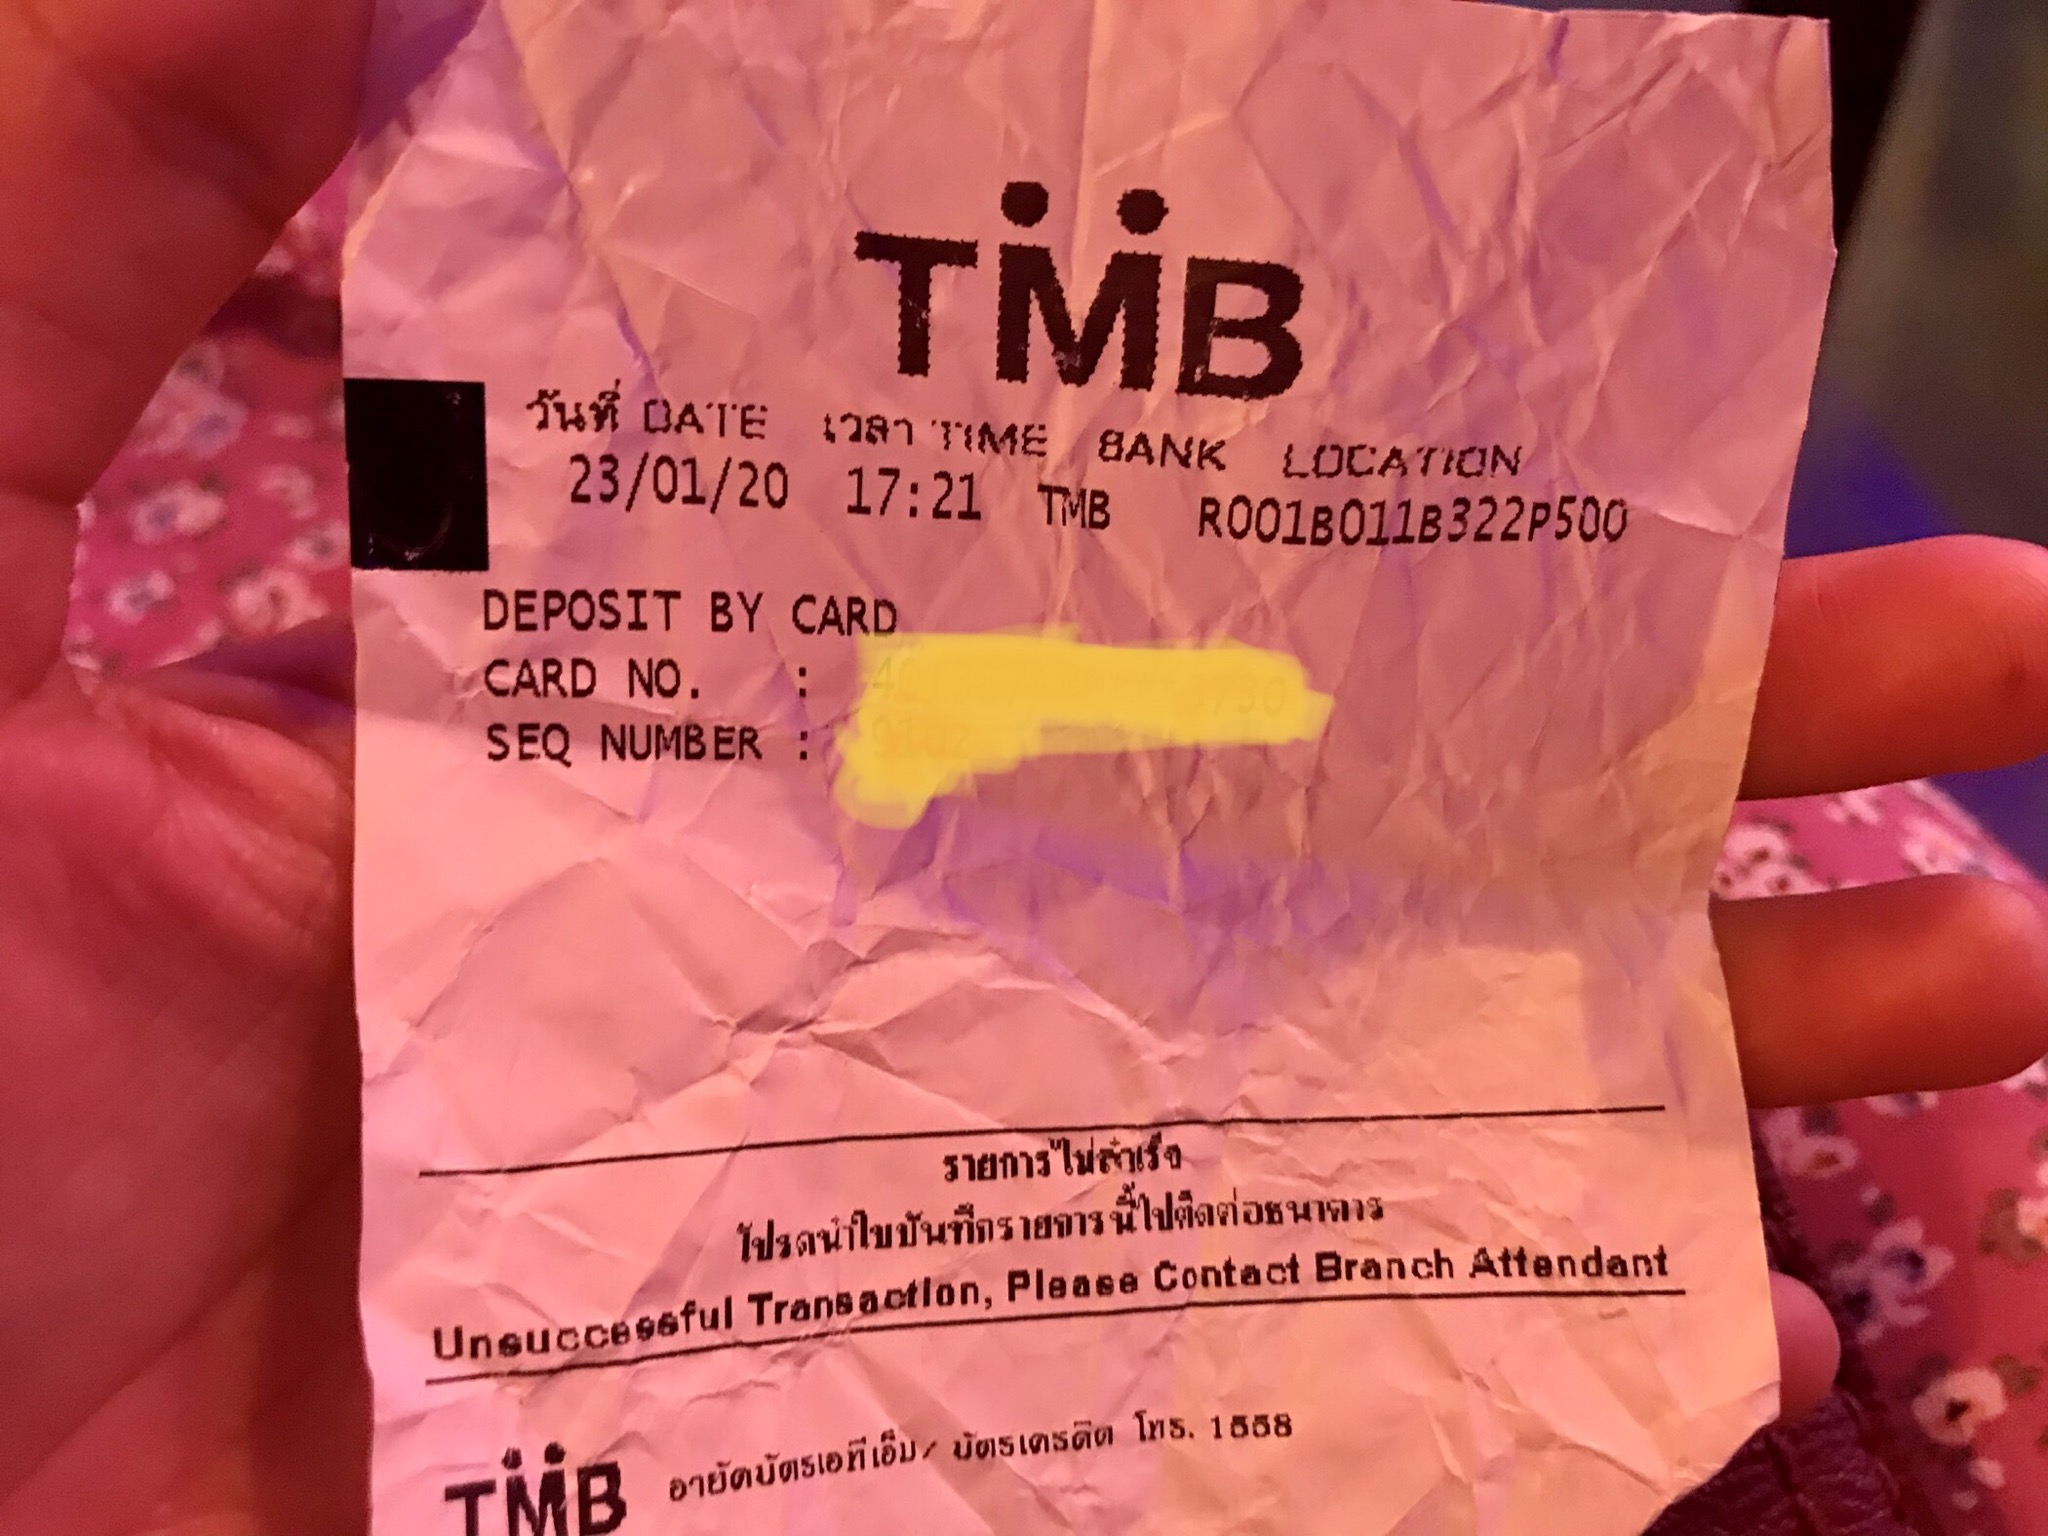 TMB
วันที่ DATE เวลา TIME BANK LOCATION
23/01/20 17:21 TMB R001B011B322P500
DEPOSIT BY CARD
CARD NO. :
SEQ NUMBER :
รายการไม่สำเร็จ
โปรดนำใบบันทึกรายการนี้ไปติดต่อธนาคาร
Unsuccessful Transaction, Please Contact Branch Attendant
TMB อายัดบัตรเอทีเอ็ม/ บัตรเครดิต โทร. 1558